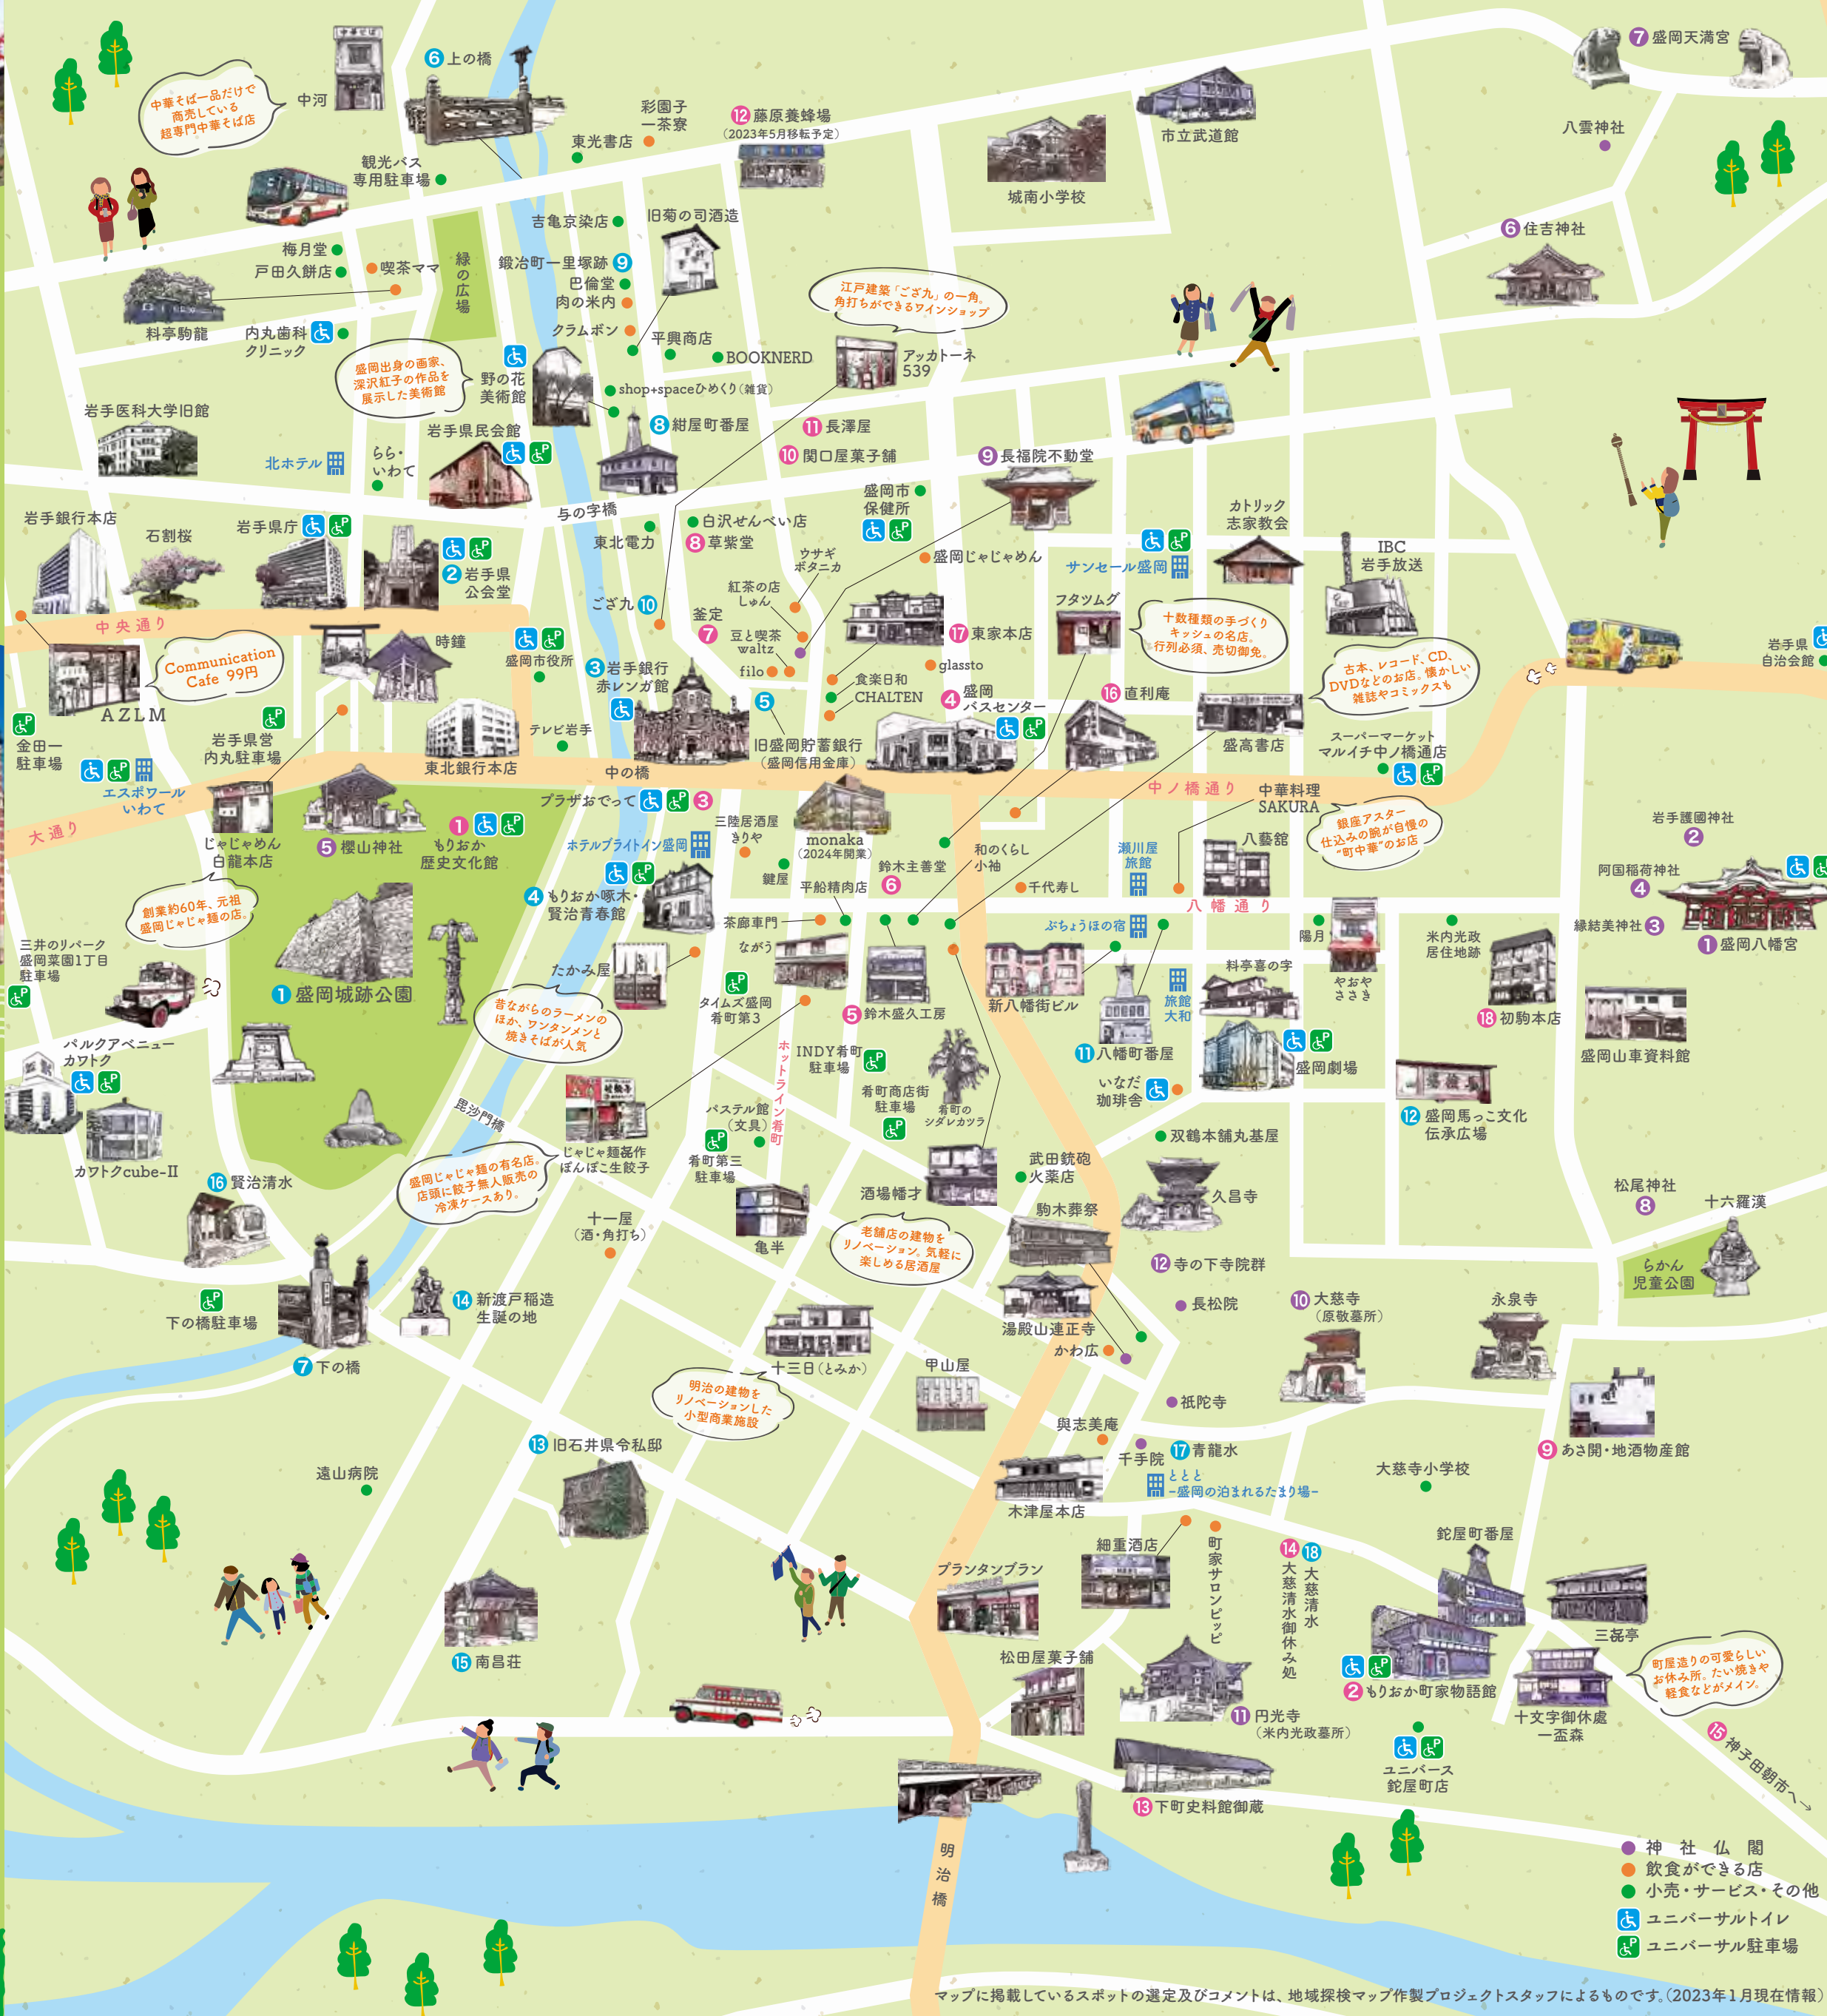 中華そば一品だけで
商売している
超専門中華そば店
中華そば
中河
6 上の橋
観光バス
専用駐車場
東光書店
彩園子
一茶寮
12 藤原養蜂場
(2023年5月移転予定)
市立武道館
城南小学校
7 盛岡天満宮
八雲神社
6 住吉神社
梅月堂
戸田久餅店
喫茶ママ
緑の広場
料亭駒龍
内丸歯科
クリニック
吉亀京染店
旧菊の司酒造
鍛冶町一里塚跡 9
巴倫堂
肉の米内
クラムボン
平興商店
BOOKNERD
江戸建築「ござ九」の一角。
角打ちができるワインショップ
アッカトーネ
539
盛岡出身の画家、
深沢紅子の作品を
展示した美術館
野の花
美術館
shop+spaceひめくり(雑貨)
8 紺屋町番屋
11 長澤屋
10 関口屋菓子舗
9 長福院不動堂
岩手医科大学旧館
北ホテル
らら・
いわて
岩手県民会館
与の字橋
東北電力
白沢せんべい店
8 草紫堂
盛岡市
保健所
盛岡じゃじゃめん
カトリック
志家教会
サンセール盛岡
IBC
岩手放送
岩手銀行本店
石割桜
岩手県庁
2 岩手県
公会堂
中央通り
Communication
Cafe 99円
AZLM
時鐘
盛岡市役所
ござ九 10
釜定
7
紅茶の店
しゅん
ウサギ
ボタニカ
豆と喫茶
waltz
filo
17 東家本店
フタツムグ
十数種類の手づくり
キッシュの名店。
行列必須、売切御免。
glassto
食楽日和
CHALTEN
3 岩手銀行
赤レンガ館
5
旧盛岡貯蓄銀行
(盛岡信用金庫)
4 盛岡
バスセンター
16 直利庵
古本、レコード、CD、
DVDなどのお店。懐かしい
雑誌やコミックスも
盛高書店
スーパーマーケット
マルイチ中ノ橋通店
岩手県
自治会館
金田一
駐車場
岩手県営
内丸駐車場
エスポワール
いわて
大通り
東北銀行本店
テレビ岩手
中の橋
じゃじゃめん
白龍本店
5 櫻山神社
1
もりおか
歴史文化館
プラザおでって 3
ホテルブライトイン盛岡
三陸居酒屋
きりや
鍵屋
monaka
(2024年開業)
中ノ橋通り
中華料理
SAKURA
銀座アスター
仕込みの腕が自慢の
“町中華”のお店
岩手護國神社
2
阿国稲荷神社
4
縁結美神社 3
1 盛岡八幡宮
平船精肉店
鈴木主善堂
6
和のくらし
小袖
千代寿し
瀬川屋
旅館
八藝館
八幡通り
創業約60年、元祖
盛岡じゃじゃ麺の店。
4 もりおか啄木・
賢治青春館
茶廊車門
ながう
たかみ屋
ぶちょうほの宿
陽月
米内光政
居住地跡
三井のリパーク
盛岡菜園1丁目
駐車場
1 盛岡城跡公園
昔ながらのラーメンの
ほか、ワンタンメンと
焼きそばが人気
タイムズ盛岡
肴町第3
5 鈴木盛久工房
新八幡街ビル
旅館
大和
料亭喜の字
やおや
ささき
18 初駒本店
盛岡山車資料館
パルクアベニュー
カワトク
カワトクcube-II
ホットライン肴町
INDY肴町
駐車場
肴町商店街
駐車場
肴町の
シダレカツラ
11 八幡町番屋
盛岡劇場
いなだ
珈琲舎
12 盛岡馬っこ文化
伝承広場
毘沙門橋
パステル館
(文具)
肴町第三
駐車場
じゃじゃ麺㐂作
ぽんぽこ生餃子
盛岡じゃじゃ麺の有名店。
店頭に餃子無人販売の
冷凍ケースあり。
双鶴本舗丸基屋
武田銃砲
火薬店
久昌寺
16 賢治清水
酒場幡才
駒木葬祭
松尾神社
8
十六羅漢
らかん
児童公園
十一屋
(酒・角打ち)
亀半
老舗店の建物を
リノベーション。気軽に
楽しめる居酒屋
12 寺の下寺院群
下の橋駐車場
14 新渡戸稲造
生誕の地
7 下の橋
長松院
10 大慈寺
(原敬墓所)
永泉寺
湯殿山連正寺
かわ広
十三日(とみか)
明治の建物を
リノベーションした
小型商業施設
甲山屋
祇陀寺
與志美庵
千手院
17 青龍水
9 あさ開・地酒物産館
13 旧石井県令私邸
遠山病院
ととと
-盛岡の泊まれるたまり場-
大慈寺小学校
木津屋本店
細重酒店
町家サロンピッピ
14 大慈清水御休み処
18 大慈清水
鉈屋町番屋
プランタンブラン
三㐂亭
町屋造りの可愛らしい
お休み所。たい焼きや
軽食などがメイン。
15 南昌荘
松田屋菓子舗
11 円光寺
(米内光政墓所)
2 もりおか町家物語館
十文字御休處
一盃森
15 神子田朝市へ→
ユニバース
鉈屋町店
13 下町史料館御蔵
明治橋
神社仏閣
飲食ができる店
小売・サービス・その他
ユニバーサルトイレ
ユニバーサル駐車場
マップに掲載しているスポットの選定及びコメントは、地域探検マップ作製プロジェクトスタッフによるものです。(2023年1月現在情報)